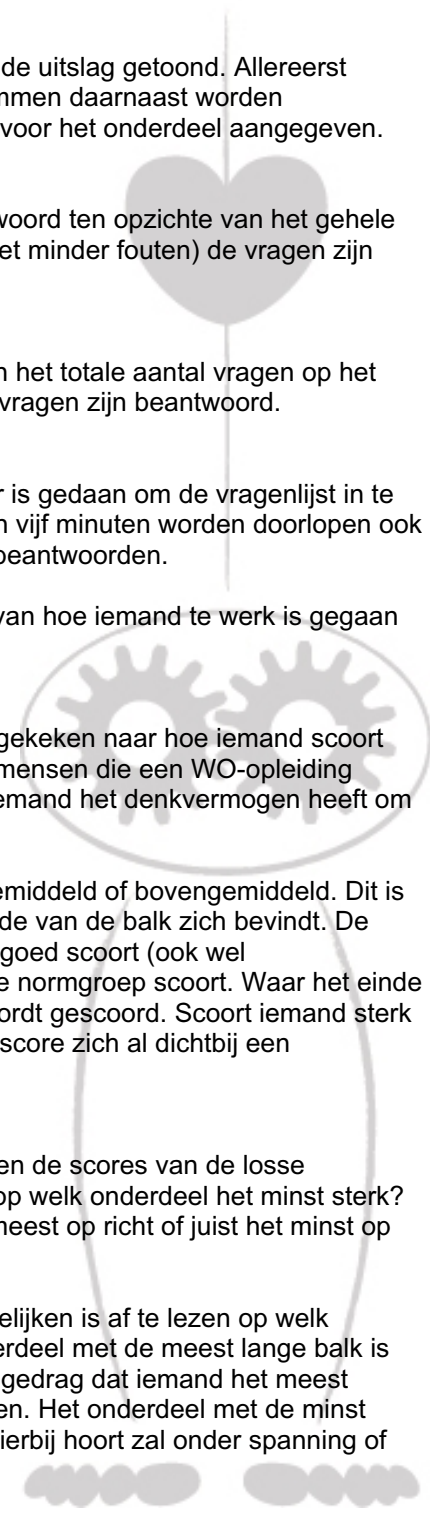 de uitslag getoond. Allereerst
mmen daarnaast worden
voor het onderdeel aangegeven.
woord ten opzichte van het gehele
et minder fouten) de vragen zijn
n het totale aantal vragen op het
vragen zijn beantwoord.
r is gedaan om de vragenlijst in te
n vijf minuten worden doorlopen ook
beantwoorden.
van hoe iemand te werk is gegaan
gekeken naar hoe iemand scoort
mensen die een WO-opleiding
emand het denkvermogen heeft om
emiddeld of bovengemiddeld. Dit is
de van de balk zich bevindt. De
goed scoort (ook wel
e normgroep scoort. Waar het einde
ordt gescoord. Scoort iemand sterk
score zich al dichtbij een
en de scores van de losse
op welk onderdeel het minst sterk?
meest op richt of juist het minst op
elijken is af te lezen op welk
erdeel met de meest lange balk is
gedrag dat iemand het meest
en. Het onderdeel met de minst
ierbij hoort zal onder spanning of